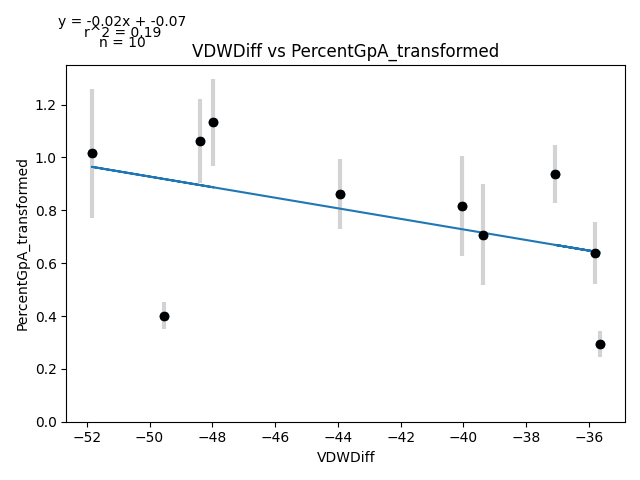 y = -0.02x + -0.07
r^2 = 0.19
n = 10
VDWDiff vs PercentGpA_transformed
PercentGpA_transformed
1.2
1.0
0.8
0.6
0.4
0.2
0.0
−52 −50 −48 −46 −44 −42 −40 −38 −36
VDWDiff